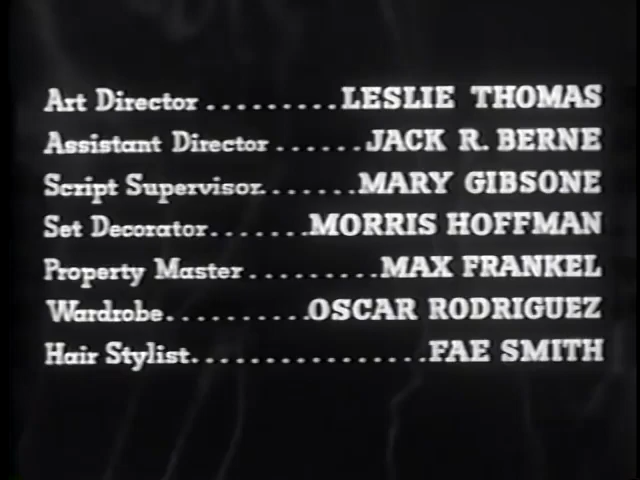 Art Director .........LESLIE THOMAS
Assistant Director ......JACK R. BERNE
Script Supervisor.......MARY GIBSONE
Set Decorator.......MORRIS HOFFMAN
Property Master .........MAX FRANKEL
Wardrobe..........OSCAR RODRIGUEZ
Hair Stylist................FAE SMITH